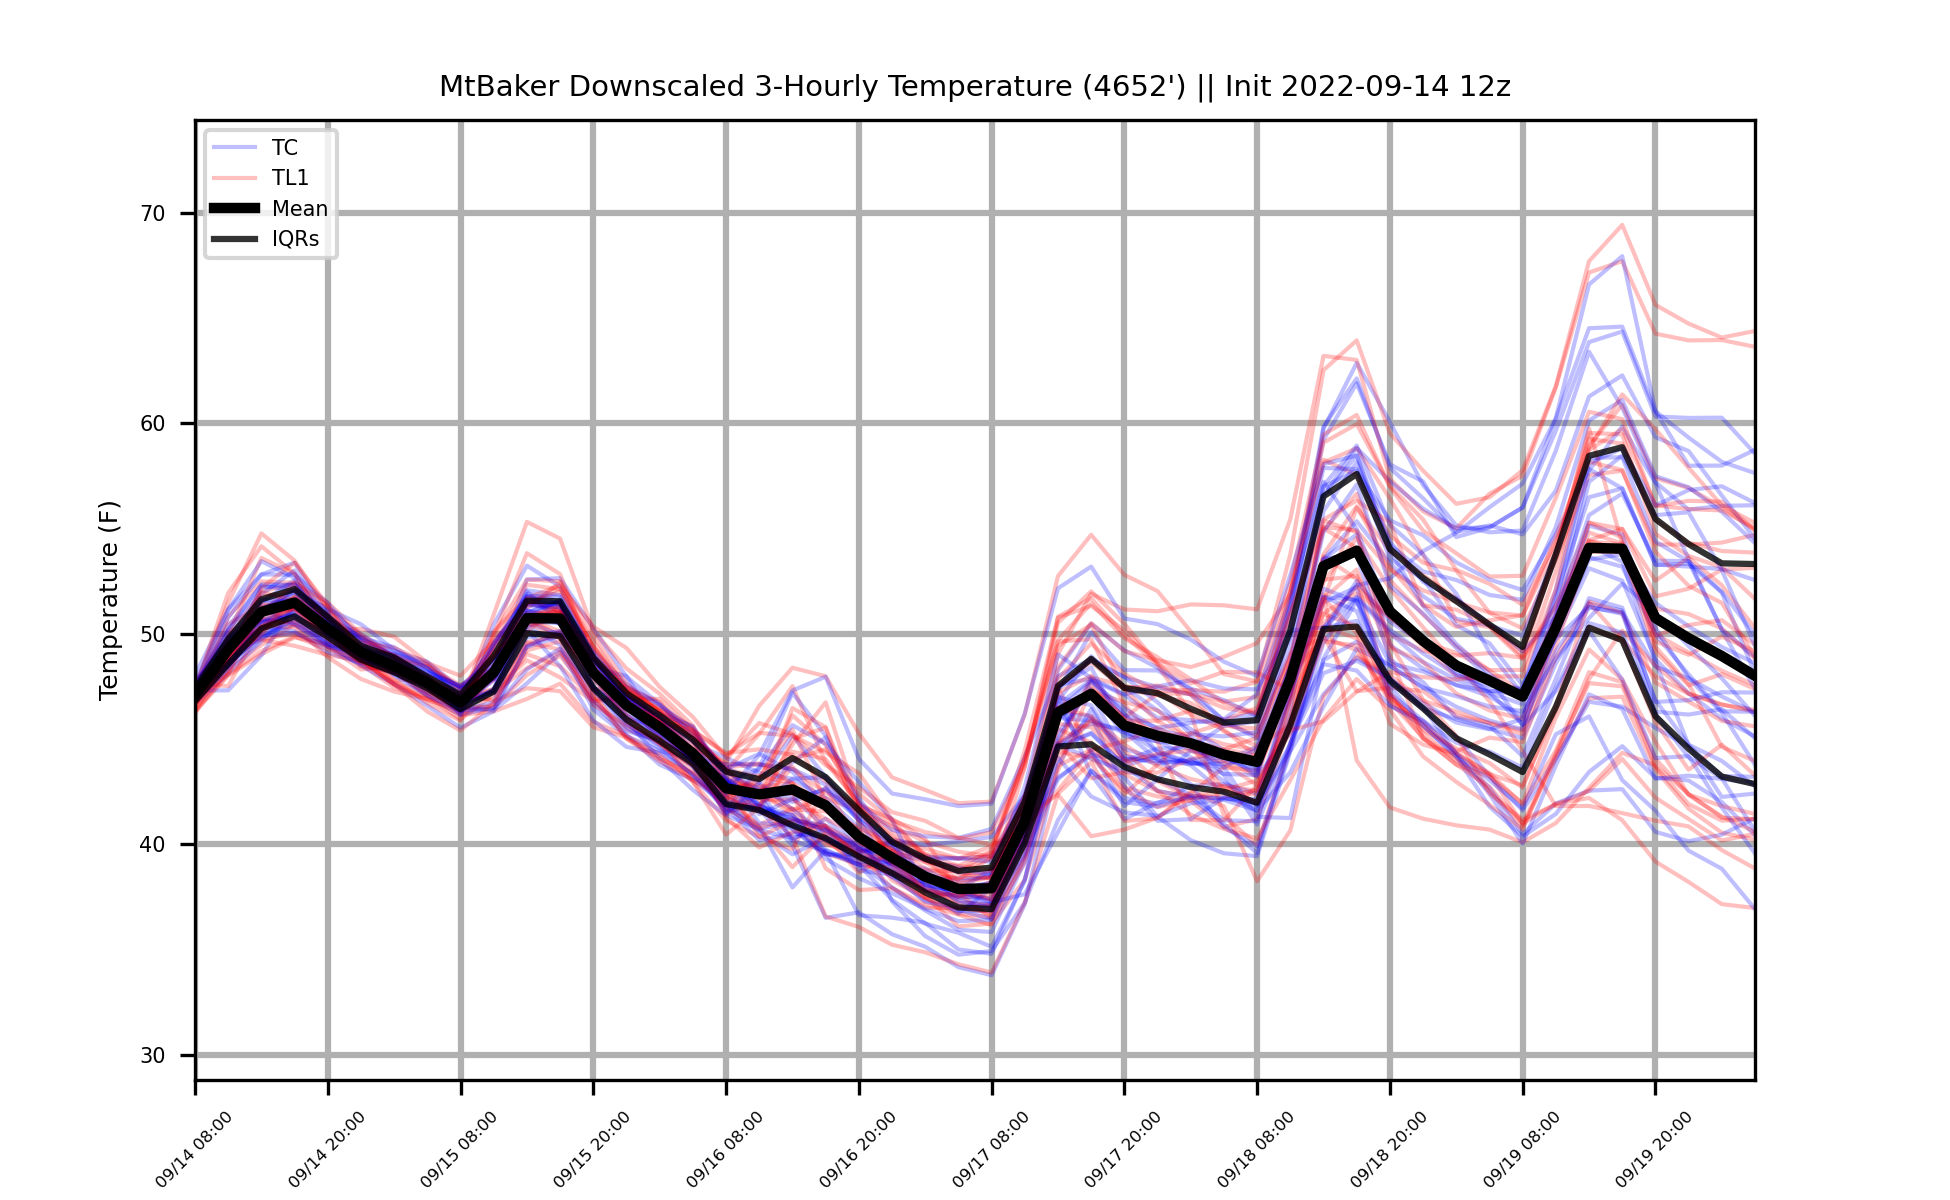 MtBaker Downscaled 3-Hourly Temperature (4652') || Init 2022-09-14 12z
TC
TL1
Mean
IQRs
Temperature (F)
70
60
50
40
30
09/14 08:00
09/14 20:00
09/15 08:00
09/15 20:00
09/16 08:00
09/16 20:00
09/17 08:00
09/17 20:00
09/18 08:00
09/18 20:00
09/19 08:00
09/19 20:00